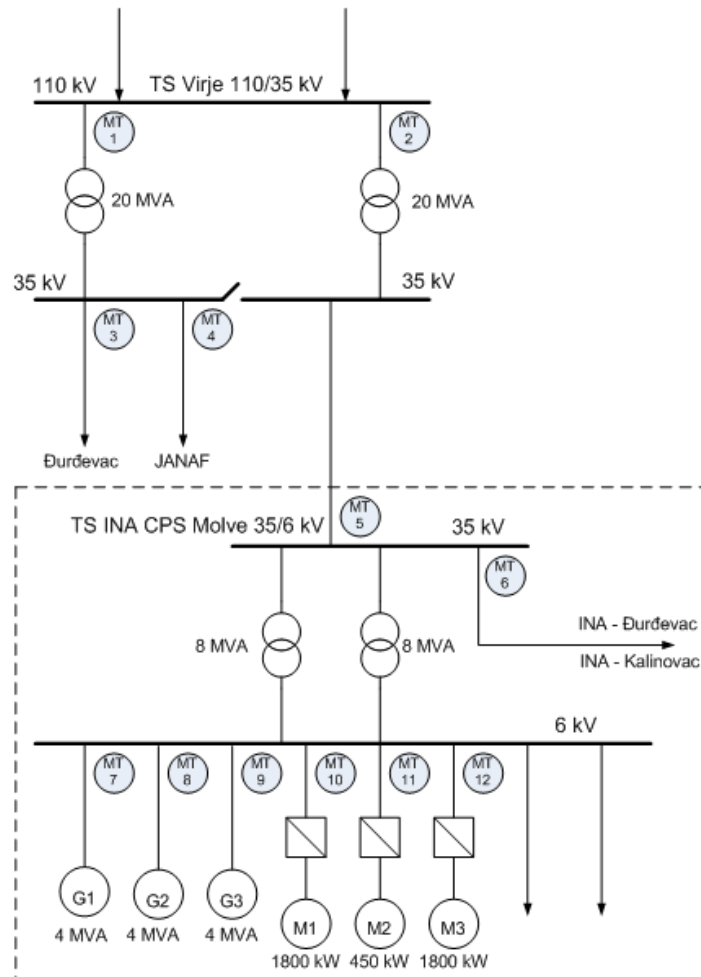 110 kV TS Virje 110/35 kV
MT
1
MT
2
20 MVA
20 MVA
35 kV
35 kV
MT
3
MT
4
Đurđevac
JANAF
TS INA CPS Molve 35/6 kV
MT
5
35 kV
MT
6
8 MVA
8 MVA
INA - Đurđevac
INA - Kalinovac
6 kV
MT
7
MT
8
MT
9
MT
10
MT
11
MT
12
G1
G2
G3
M1
M2
M3
4 MVA
4 MVA
4 MVA
1800 kW
450 kW
1800 kW